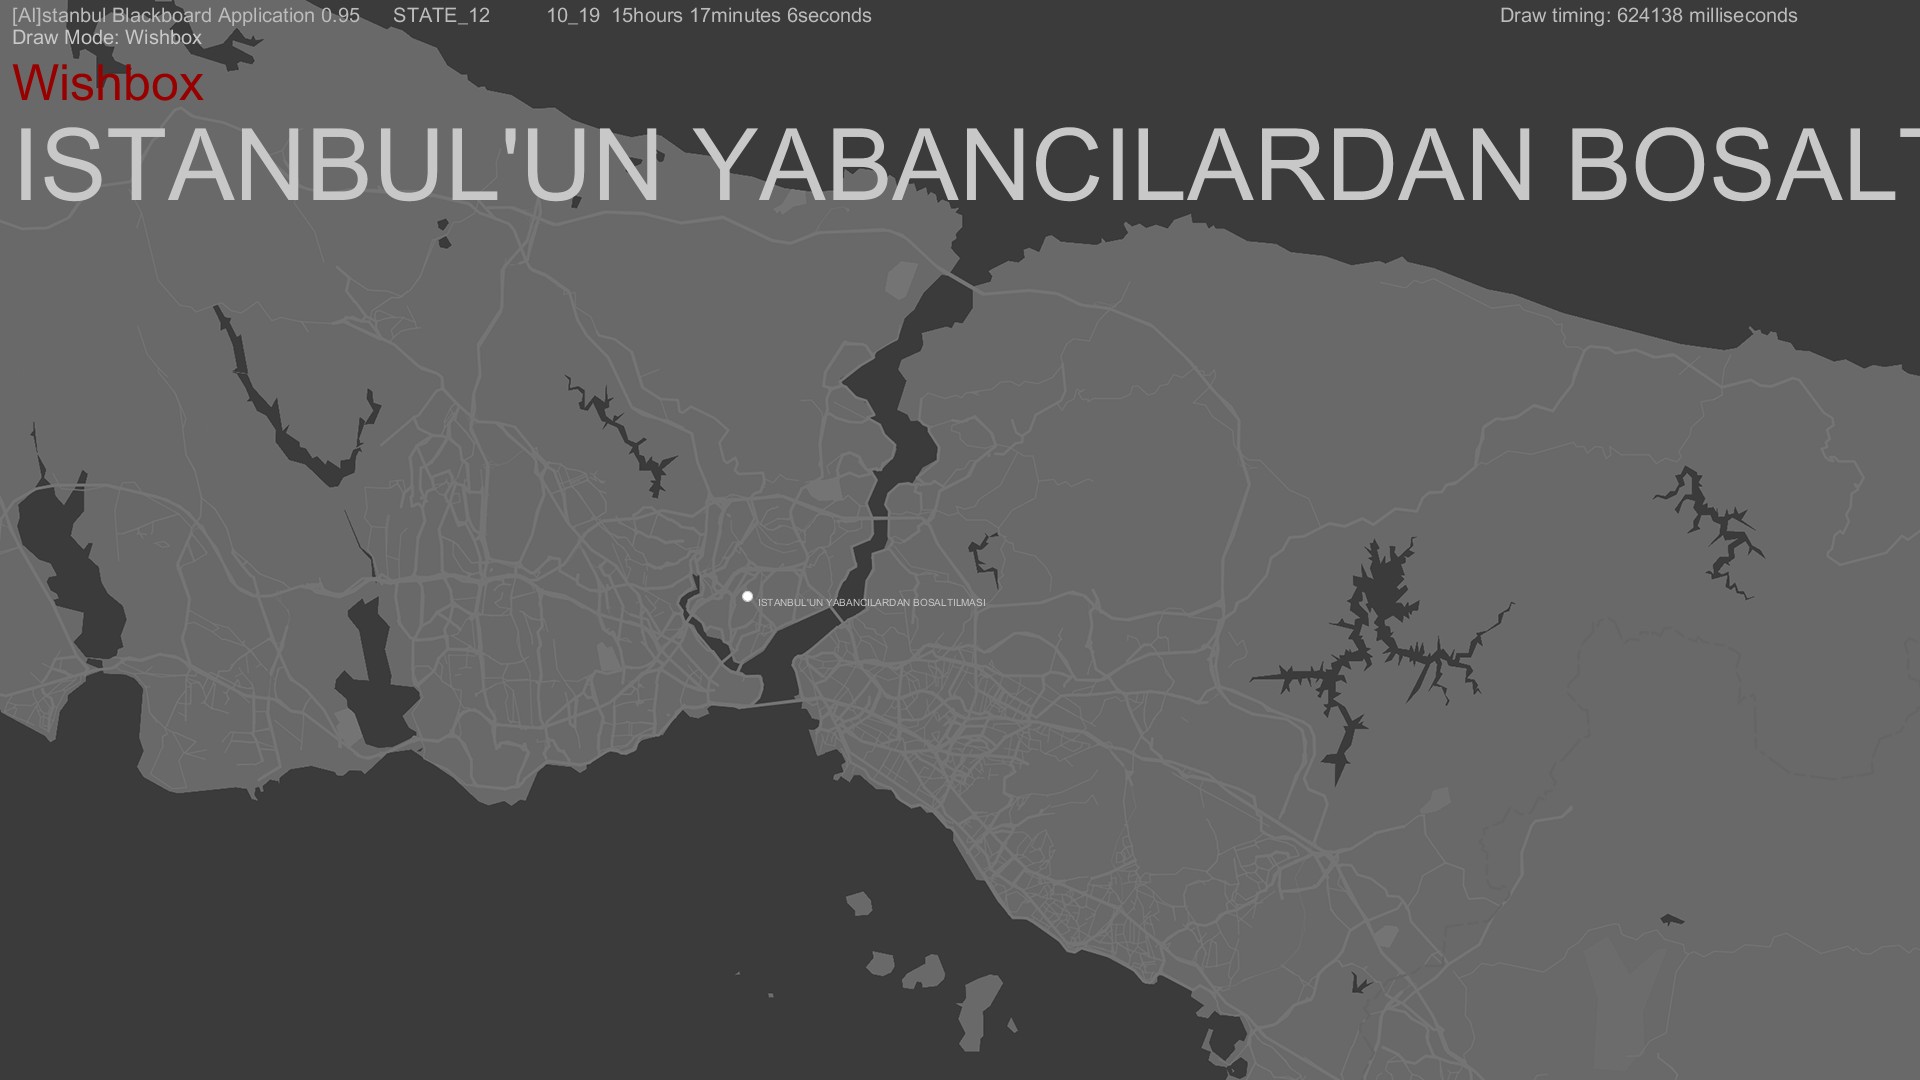 [AI]stanbul Blackboard Application 0.95 STATE_12 10_19 15hours 17minutes 6seconds Draw timing: 624138 milliseconds
Draw Mode: Wishbox
Wishbox
ISTANBUL'UN YABANCILARDAN BOSALT
ISTANBUL'UN YABANCILARDAN BOSALTILMASI